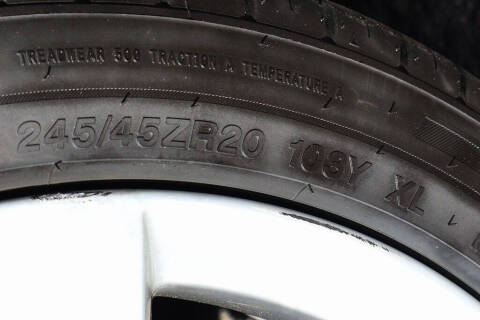 TREADWEAR 500 TRACTION A TEMPERATURE A
245/45ZR20 103Y XL